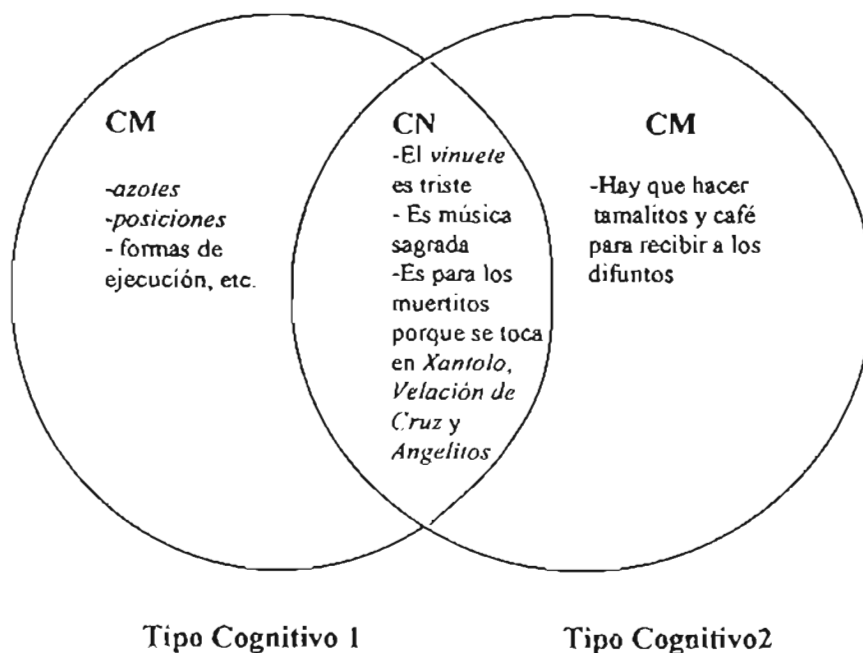 CM
-azotes
-posiciones
- formas de
ejecución, etc.
CN
-El vinuete
es triste
- Es música
sagrada
-Es para los
muertitos
porque se toca
en Xantolo,
Velación de
Cruz y
Angelitos
CM
-Hay que hacer
tamalitos y café
para recibir a los
difuntos
Tipo Cognitivo 1
Tipo Cognitivo2